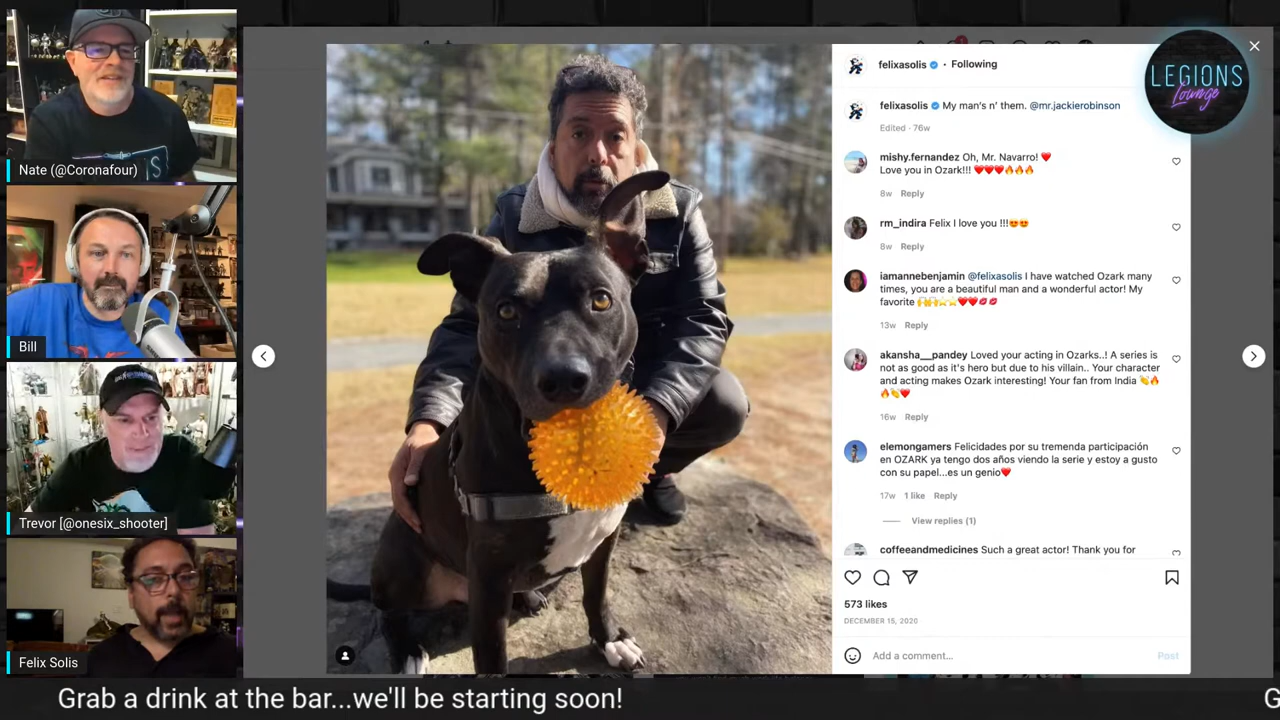 Nate (@Coronafour)
Bill
Trevor [@onesix_shooter]
Felix Solis
LEGIONS
Lounge
felixasolis • Following
felixasolis My man's n' them. @mr.jackierobinson
Edited · 76w
mishy.fernandez Oh, Mr. Navarro! ❤️
Love you in Ozark!!! ❤️❤️❤️🔥🔥🔥
8w Reply
rm_indira Felix I love you !!!😍😍
8w Reply
iamannebenjamin @felixasolis I have watched Ozark many
times, you are a beautiful man and a wonderful actor! My
favorite 🙌🙌⭐⭐❤️❤️💋💋
13w Reply
akansha__pandey Loved your acting in Ozarks..! A series is
not as good as it's hero but due to his villain.. Your character
and acting makes Ozark interesting! Your fan from India 👏🔥
🔥👏❤️
16w Reply
elemongamers Felicidades por su tremenda participación
en OZARK ya tengo dos años viendo la serie y estoy a gusto
con su papel...es un genio❤️
17w 1 like Reply
View replies (1)
coffeeandmedicines Such a great actor! Thank you for
573 likes
DECEMBER 15, 2020
Add a comment...
Post
Grab a drink at the bar...we'll be starting soon!
G